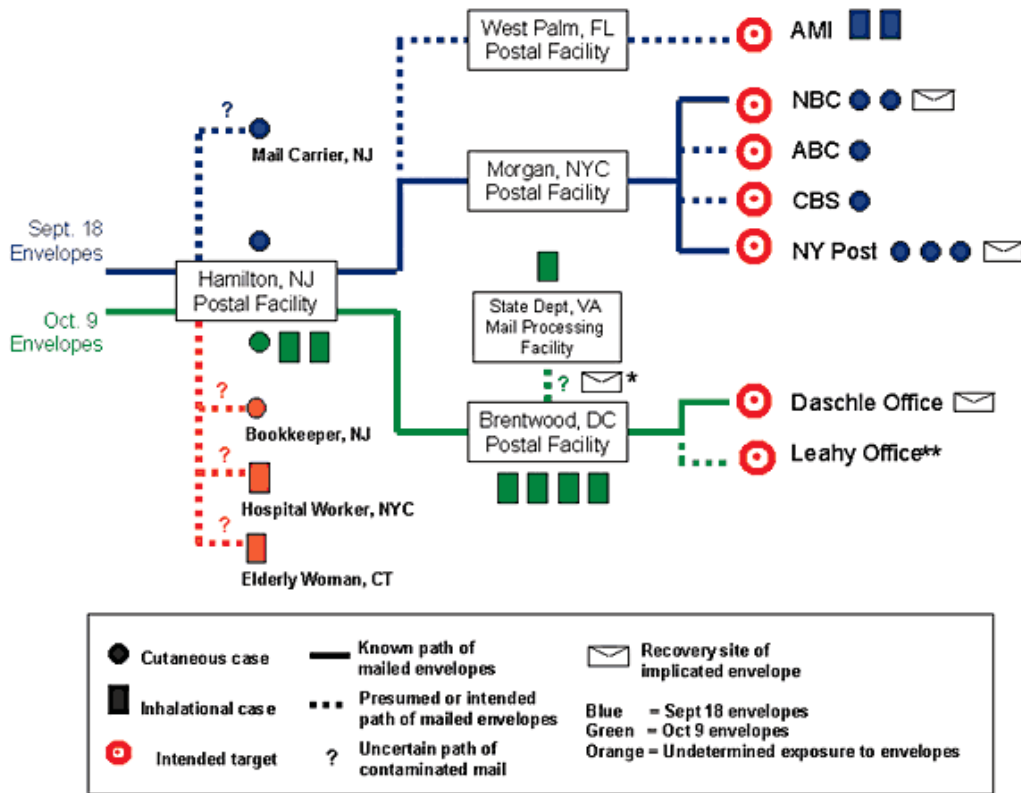 West Palm, FL
Postal Facility
AMI
NBC
?
Mail Carrier, NJ
ABC
Morgan, NYC
Postal Facility
CBS
Sept. 18
Envelopes
NY Post
Hamilton, NJ
Postal Facility
State Dept, VA
Mail Processing
Facility
Oct. 9
Envelopes
? *
?
Bookkeeper, NJ
Brentwood, DC
Postal Facility
Daschle Office
Leahy Office**
?
Hospital Worker, NYC
?
Elderly Woman, CT
Cutaneous case
Inhalational case
Intended target
Known path of
mailed envelopes
Presumed or intended
path of mailed envelopes
? Uncertain path of
contaminated mail
Recovery site of
implicated envelope
Blue = Sept 18 envelopes
Green = Oct 9 envelopes
Orange = Undetermined exposure to envelopes